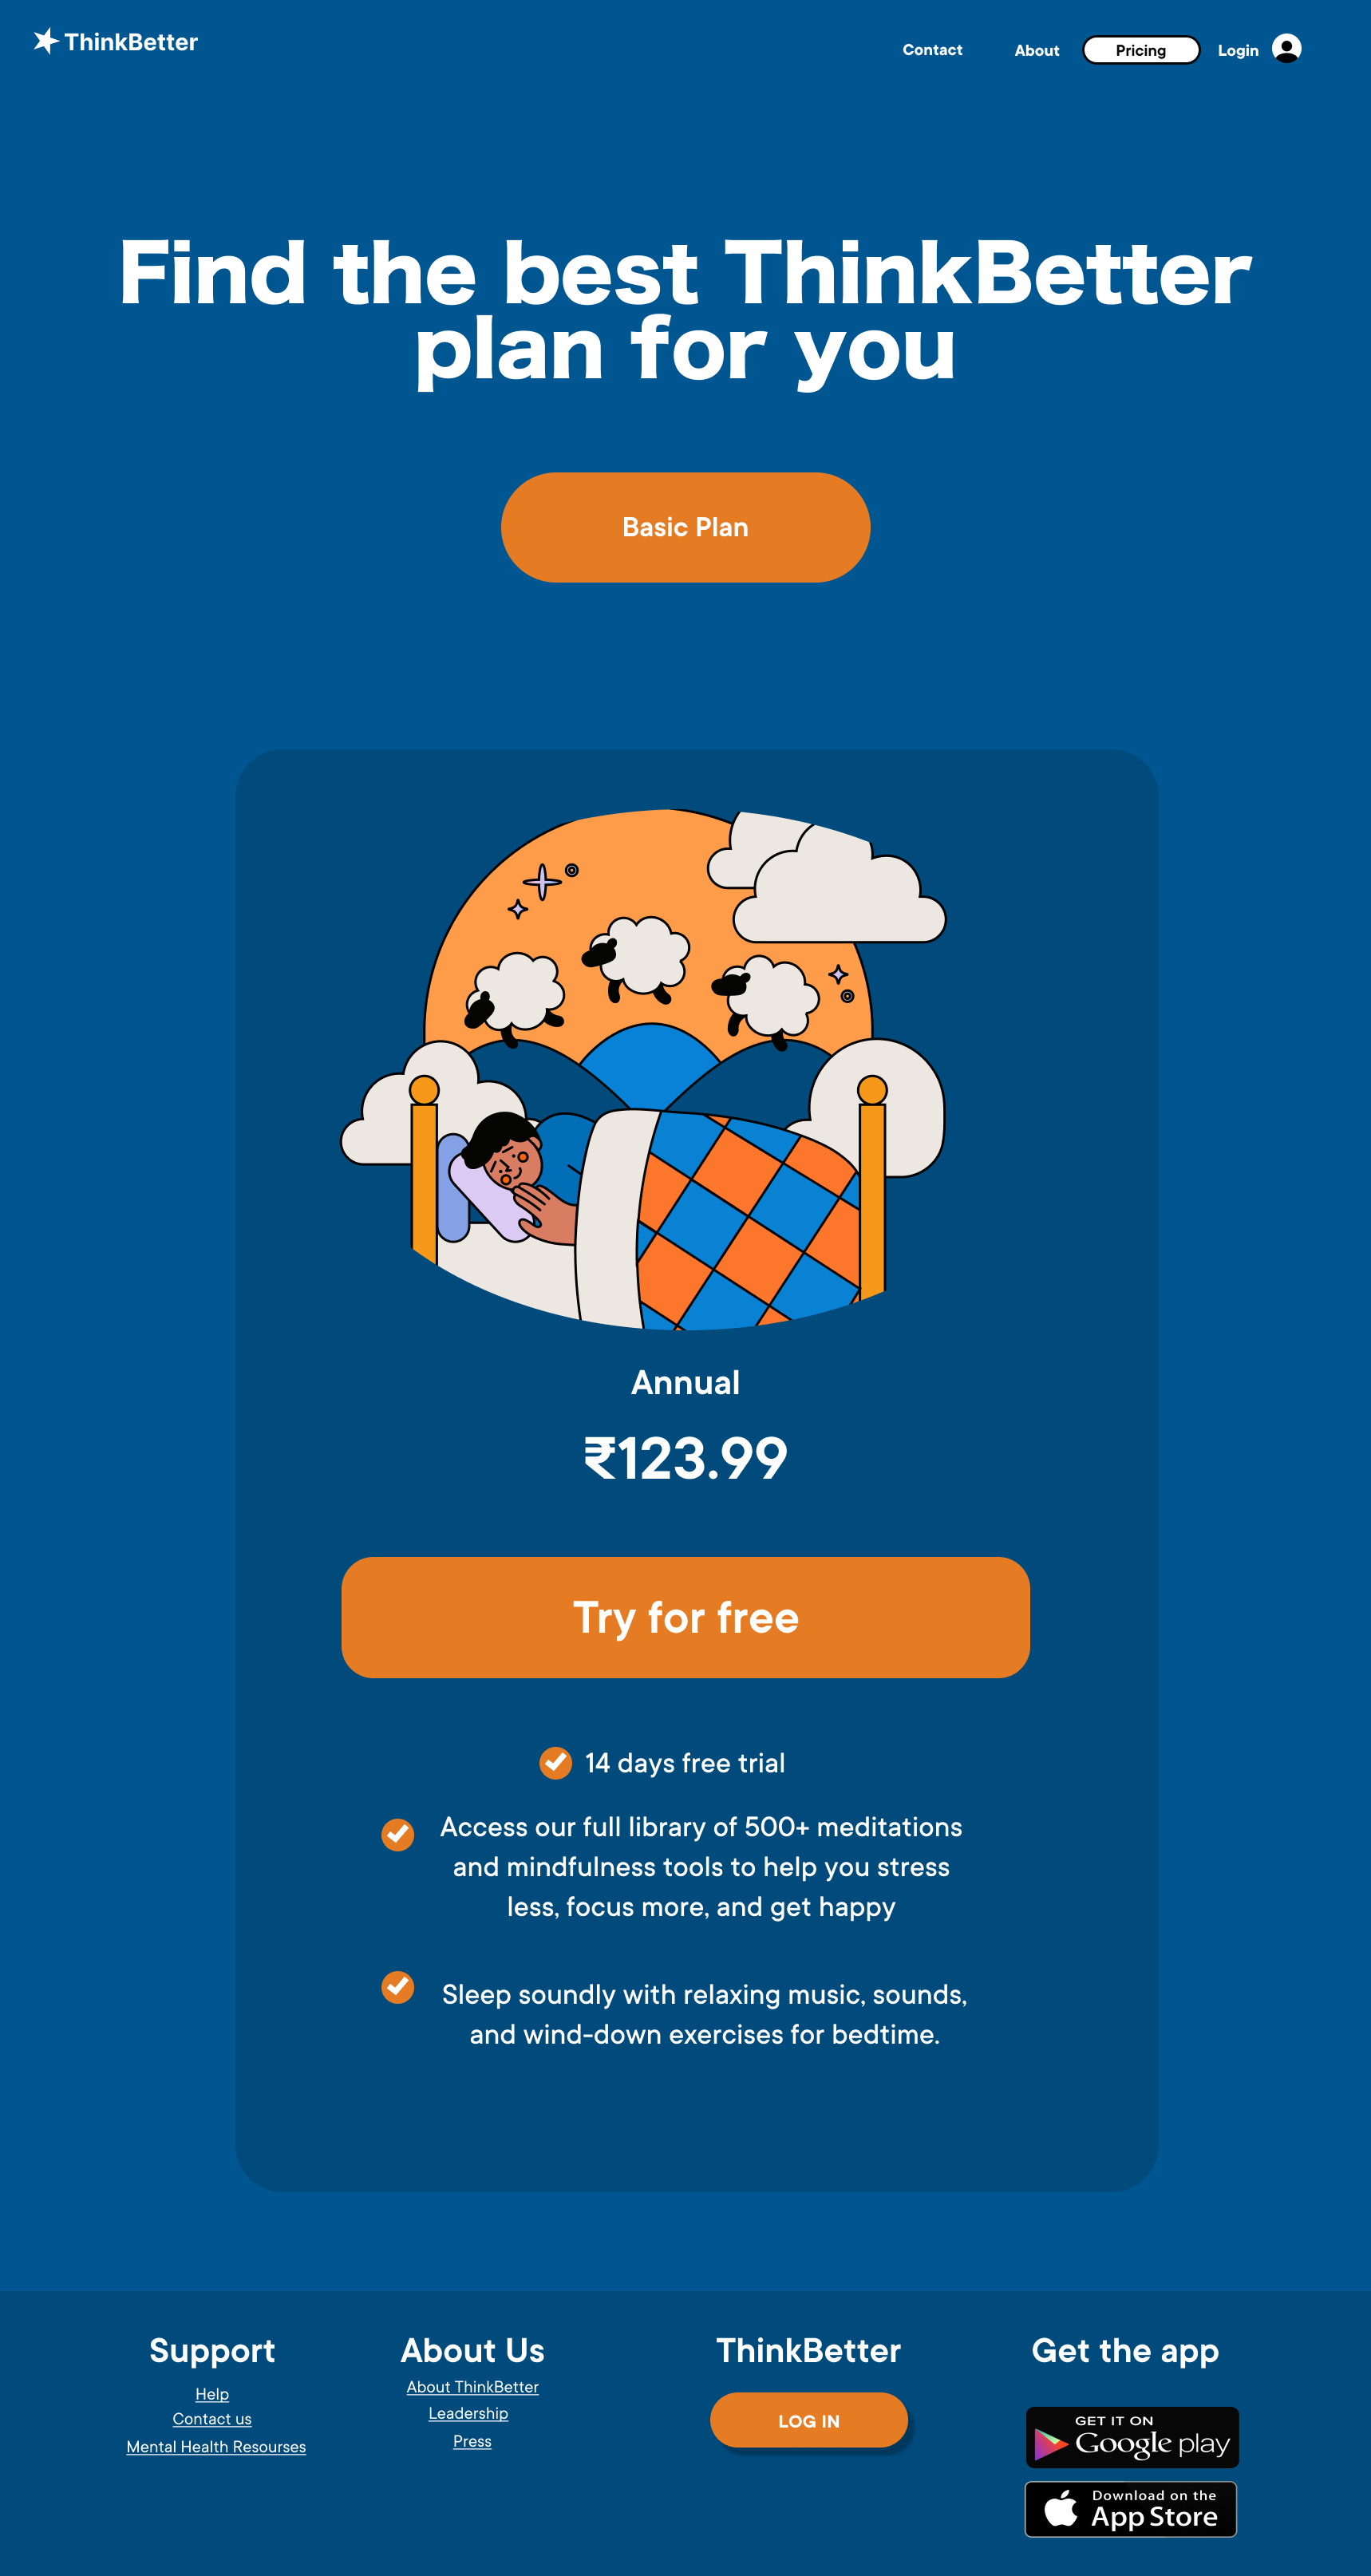 ThinkBetter
Contact
About
Pricing
Login
Find the best ThinkBetter
plan for you
Basic Plan
Annual
₹123.99
Try for free
14 days free trial
Access our full library of 500+ meditations
and mindfulness tools to help you stress
less, focus more, and get happy
Sleep soundly with relaxing music, sounds,
and wind-down exercises for bedtime.
Support
Help
Contact us
Mental Health Resourses
About Us
About ThinkBetter
Leadership
Press
ThinkBetter
LOG IN
Get the app
GET IT ON
Google play
Download on the
App Store